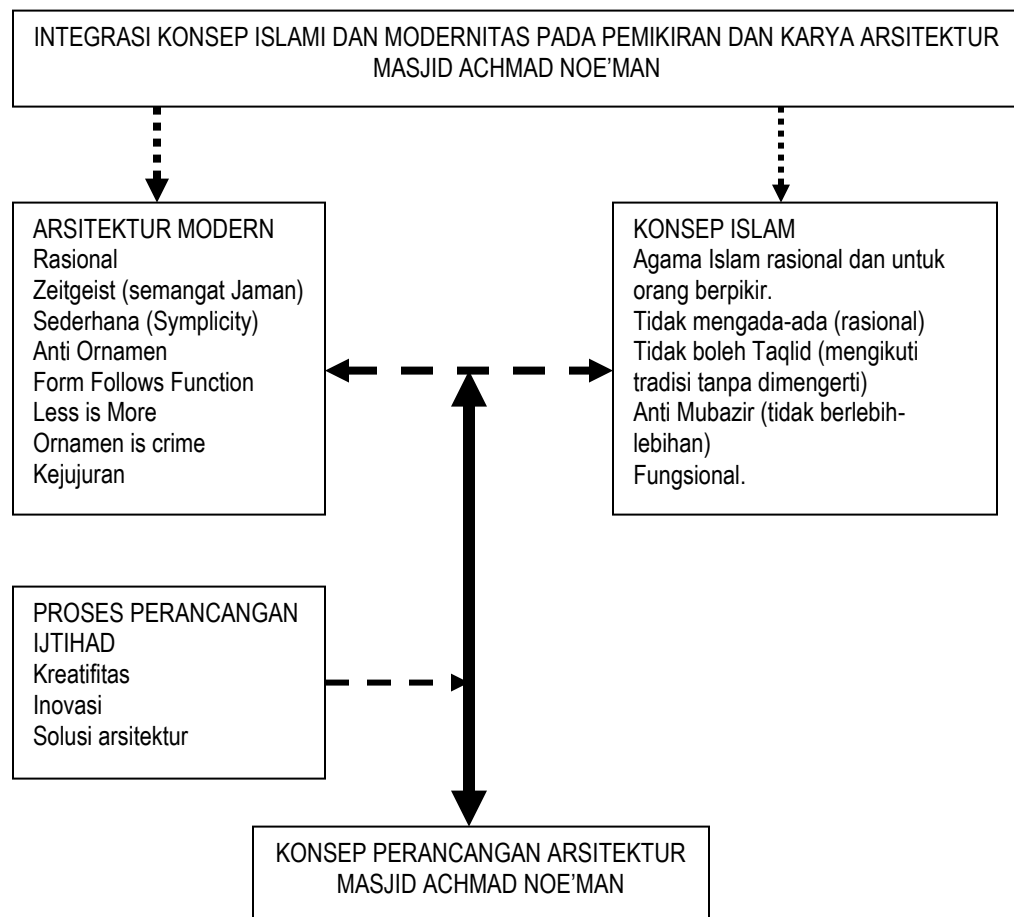 INTEGRASI KONSEP ISLAMI DAN MODERNITAS PADA PEMIKIRAN DAN KARYA ARSITEKTUR
MASJID ACHMAD NOE'MAN
ARSITEKTUR MODERN
Rasional
Zeitgeist (semangat Jaman)
Sederhana (Symplicity)
Anti Ornamen
Form Follows Function
Less is More
Ornamen is crime
Kejujuran
KONSEP ISLAM
Agama Islam rasional dan untuk
orang berpikir.
Tidak mengada-ada (rasional)
Tidak boleh Taqlid (mengikuti
tradisi tanpa dimengerti)
Anti Mubazir (tidak berlebih-
lebihan)
Fungsional.
PROSES PERANCANGAN
IJTIHAD
Kreatifitas
Inovasi
Solusi arsitektur
KONSEP PERANCANGAN ARSITEKTUR
MASJID ACHMAD NOE'MAN